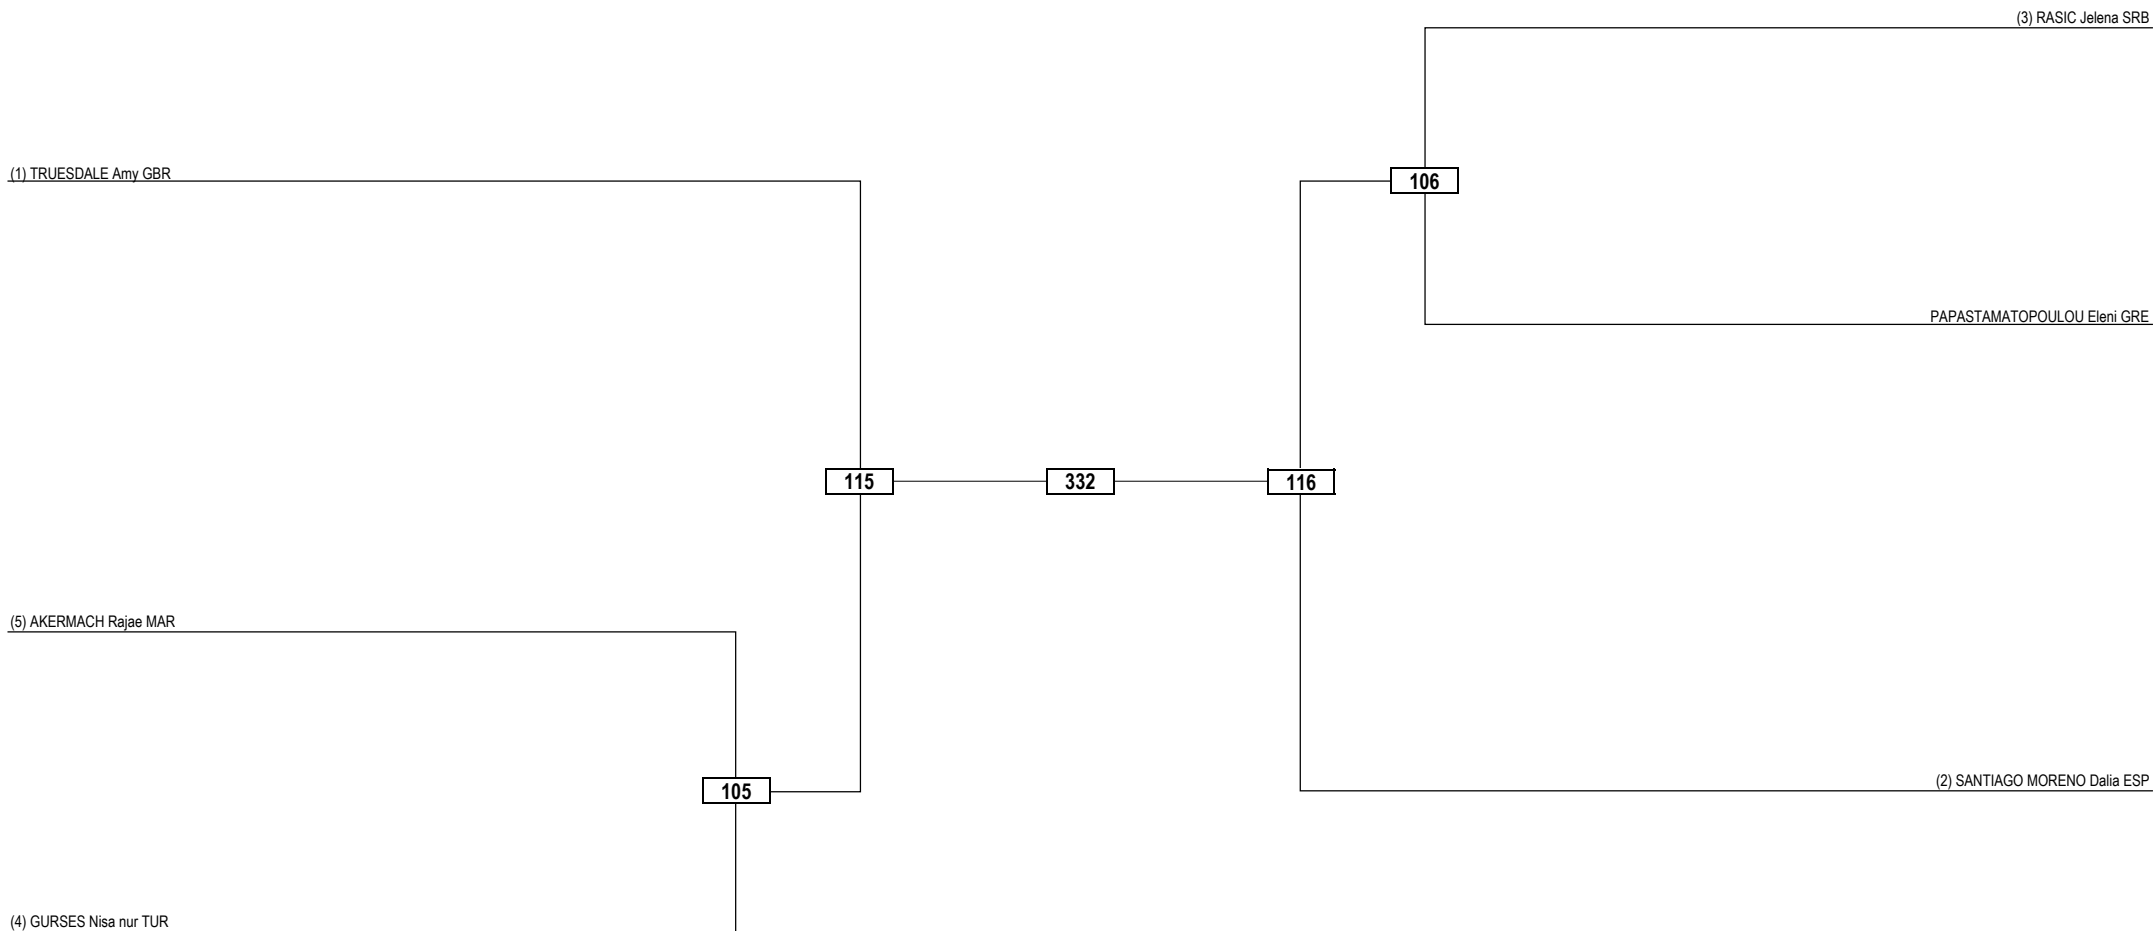 (3) RASIC Jelena SRB
(1) TRUESDALE Amy GBR
106
PAPASTAMATOPOULOU Eleni GRE
115
332
116
(5) AKERMACH Rajae MAR
(2) SANTIAGO MORENO Dalia ESP
105
(4) GURSES Nisa nur TUR